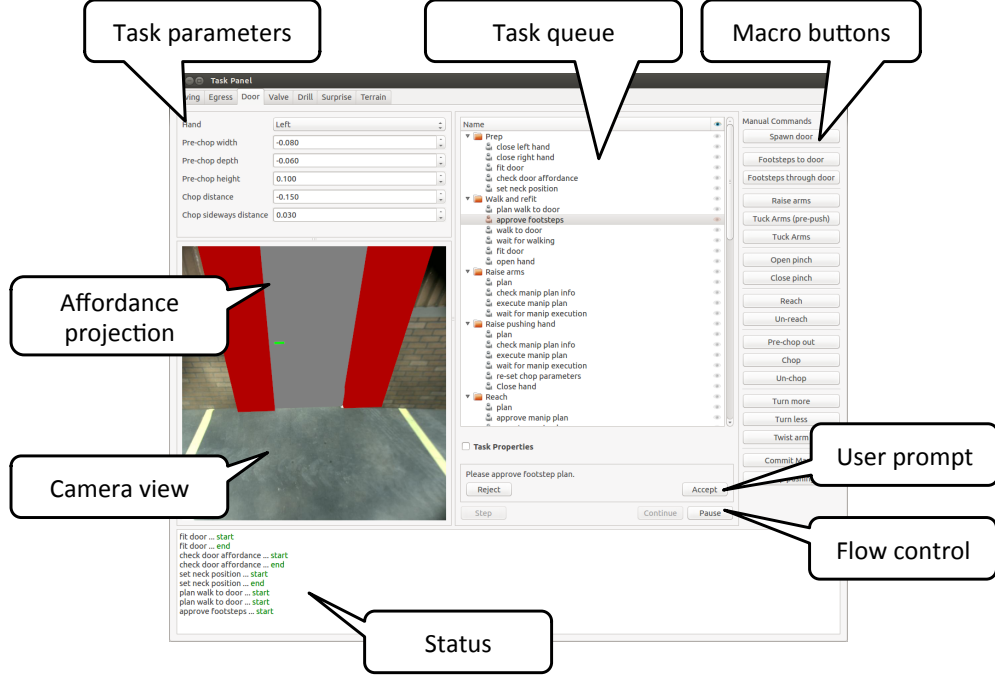 Task parameters
Task queue
Macro buttons
Task Panel
Egress
Door
Valve
Drill
Surprise
Terrain
Hand
Left
Pre-chop width
-0.080
Pre-chop depth
-0.060
Pre-chop height
0.100
Chop distance
-0.150
Chop sideways distance
0.030
Affordance
projection
Camera view
Name
Prep
close left hand
close right hand
fit door
check door affordance
set neck position
Walk and refit
plan walk to door
approve footsteps
walk to door
wait for walking
fit door
open hand
Raise arms
plan
check manip plan info
execute manip plan
wait for manip execution
Raise pushing hand
plan
check manip plan info
execute manip plan
wait for manip execution
re-set chop parameters
Close hand
Reach
plan
approve manip plan
Task Properties
Please approve footstep plan.
Reject
Accept
Step
Continue
Pause
Manual Commands
Spawn door
Footsteps to door
Footsteps through door
Raise arms
Tuck Arms (pre-push)
Tuck Arms
Open pinch
Close pinch
Reach
Un-reach
Pre-chop out
Chop
Un-chop
Turn more
Turn less
Twist arm
Commit
User prompt
Flow control
fit door ... start
fit door ... end
check door affordance ... start
check door affordance ... end
set neck position ... start
set neck position ... end
plan walk to door ... start
plan walk to door ... start
approve footsteps ... start
Status